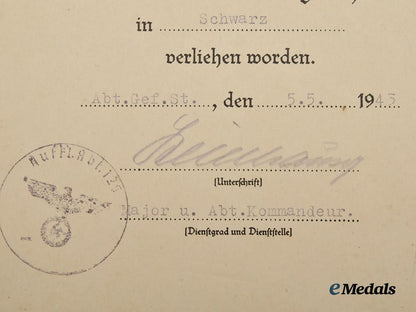 in Schwarz
verliehen worden.
Abt.Gef.St. , den 5.5. 1943
(Unterschrift)
Major u. Abt.Kommandeur.
(Dienstgrad und Dienststelle)
eMedals